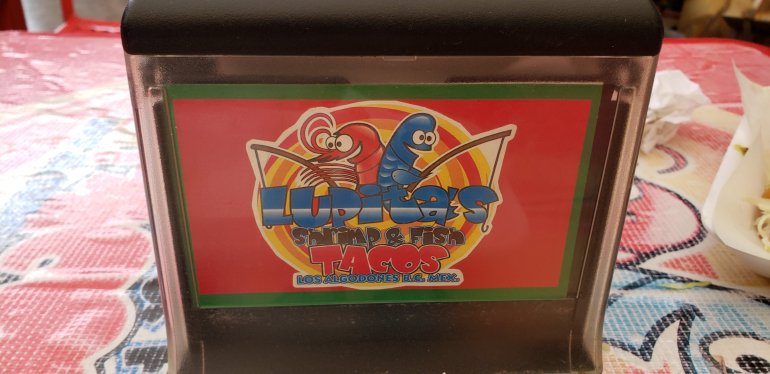 LUPita's
Shrimp & Fish
TACOS
LOS ALGODONES B.C. MEX.